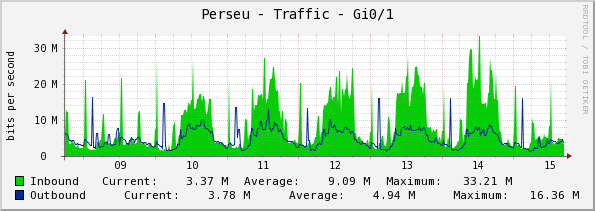 Perseu - Traffic - Gi0/1
RRDTOOL / TOBI OETIKER
bits per second
30 M
20 M
10 M
0
09 10 11 12 13 14 15
Inbound Current: 3.37 M Average: 9.09 M Maximum: 33.21 M
Outbound Current: 3.78 M Average: 4.94 M Maximum: 16.36 M